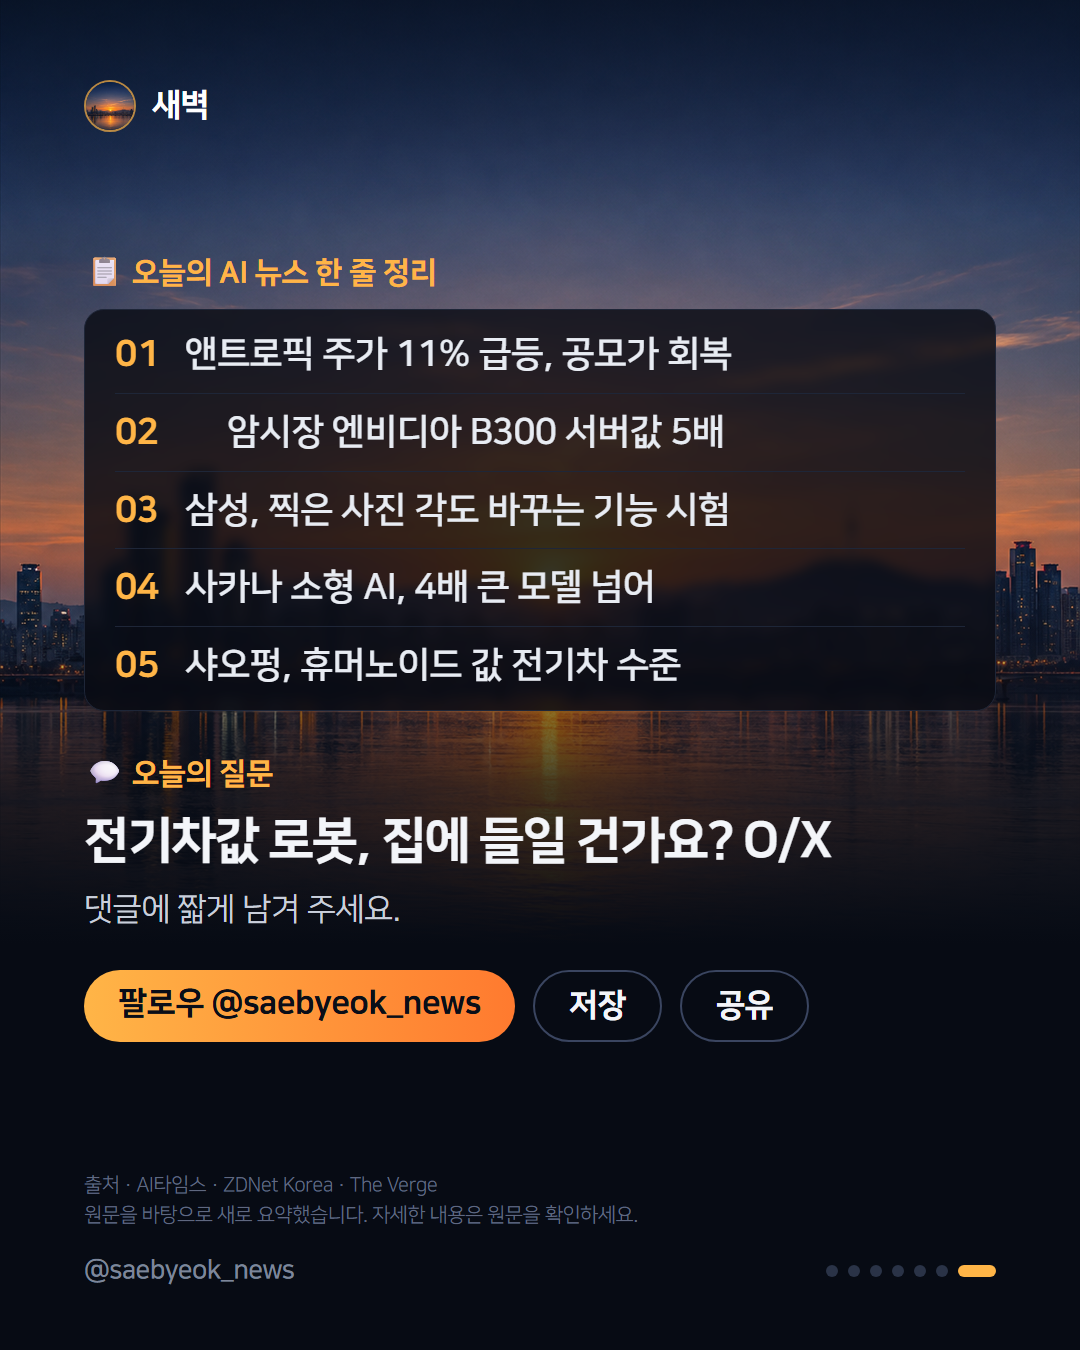 새벽
오늘의 AI 뉴스 한 줄 정리
01 앤트로픽 주가 11% 급등, 공모가 회복
02 암시장 엔비디아 B300 서버값 5배
03 삼성, 찍은 사진 각도 바꾸는 기능 시험
04 사카나 소형 AI, 4배 큰 모델 넘어
05 샤오펑, 휴머노이드 값 전기차 수준
오늘의 질문
전기차값 로봇, 집에 들일 건가요? O/X
댓글에 짧게 남겨 주세요.
팔로우 @saebyeok_news 저장 공유
출처 · AI타임스 · ZDNet Korea · The Verge
원문을 바탕으로 새로 요약했습니다. 자세한 내용은 원문을 확인하세요.
@saebyeok_news